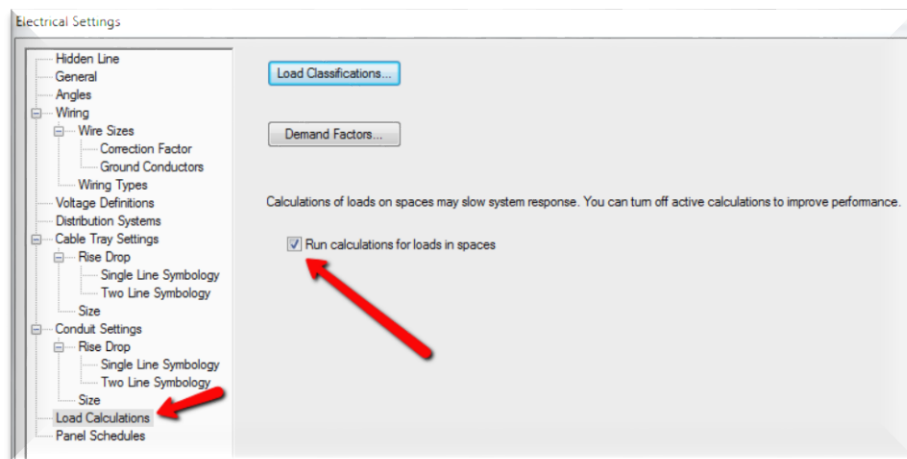 Electrical Settings
Hidden Line
General
Angles
Wiring
Wire Sizes
Correction Factor
Ground Conductors
Wiring Types
Voltage Definitions
Distribution Systems
Cable Tray Settings
Rise Drop
Single Line Symbology
Two Line Symbology
Size
Conduit Settings
Rise Drop
Single Line Symbology
Two Line Symbology
Size
Load Calculations
Panel Schedules
Load Classifications...
Demand Factors...
Calculations of loads on spaces may slow system response. You can turn off active calculations to improve performance.
Run calculations for loads in spaces